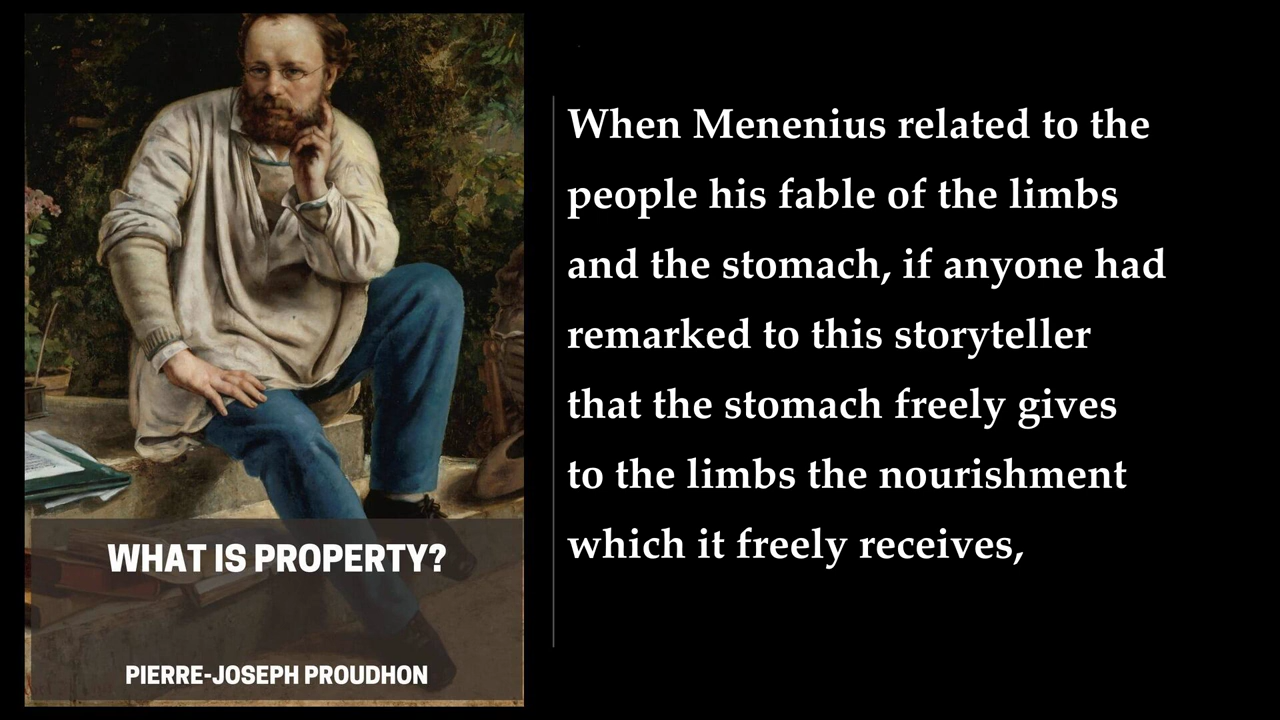 WHAT IS PROPERTY?
PIERRE-JOSEPH PROUDHON
When Menenius related to the
people his fable of the limbs
and the stomach, if anyone had
remarked to this storyteller
that the stomach freely gives
to the limbs the nourishment
which it freely receives,